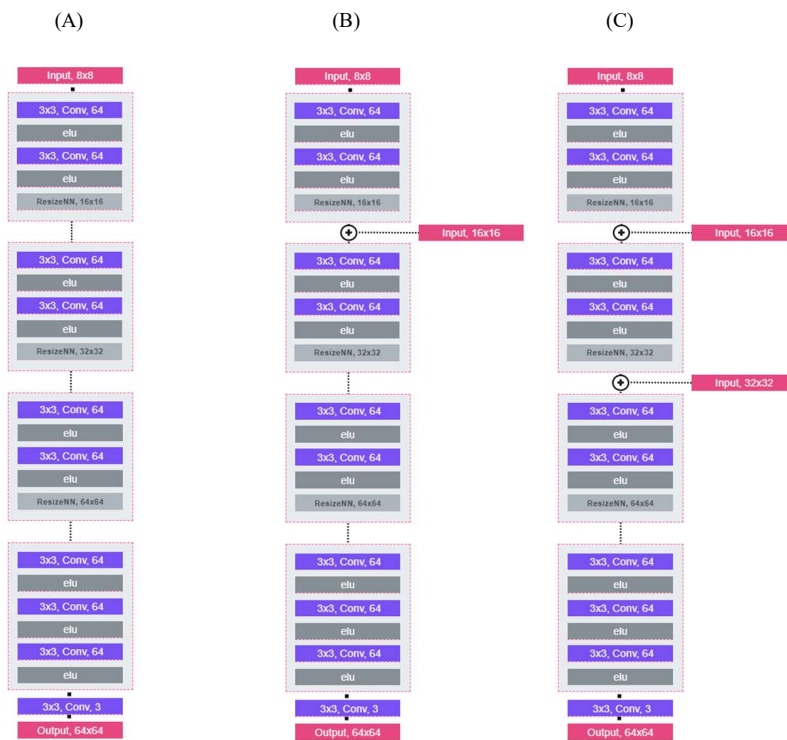 (A)
Input, 8x8
3x3, Conv, 64
elu
3x3, Conv, 64
elu
ResizeNN, 16x16
3x3, Conv, 64
elu
3x3, Conv, 64
elu
ResizeNN, 32x32
3x3, Conv, 64
elu
3x3, Conv, 64
elu
ResizeNN, 64x64
3x3, Conv, 64
elu
3x3, Conv, 64
elu
3x3, Conv, 64
elu
3x3, Conv, 3
Output, 64x64
(B)
Input, 8x8
3x3, Conv, 64
elu
3x3, Conv, 64
elu
ResizeNN, 16x16
Input, 16x16
3x3, Conv, 64
elu
3x3, Conv, 64
elu
ResizeNN, 32x32
3x3, Conv, 64
elu
3x3, Conv, 64
elu
ResizeNN, 64x64
3x3, Conv, 64
elu
3x3, Conv, 64
elu
3x3, Conv, 64
elu
3x3, Conv, 3
Output, 64x64
(C)
Input, 8x8
3x3, Conv, 64
elu
3x3, Conv, 64
elu
ResizeNN, 16x16
Input, 16x16
3x3, Conv, 64
elu
3x3, Conv, 64
elu
ResizeNN, 32x32
Input, 32x32
3x3, Conv, 64
elu
3x3, Conv, 64
elu
ResizeNN, 64x64
3x3, Conv, 64
elu
3x3, Conv, 64
elu
3x3, Conv, 64
elu
3x3, Conv, 3
Output, 64x64